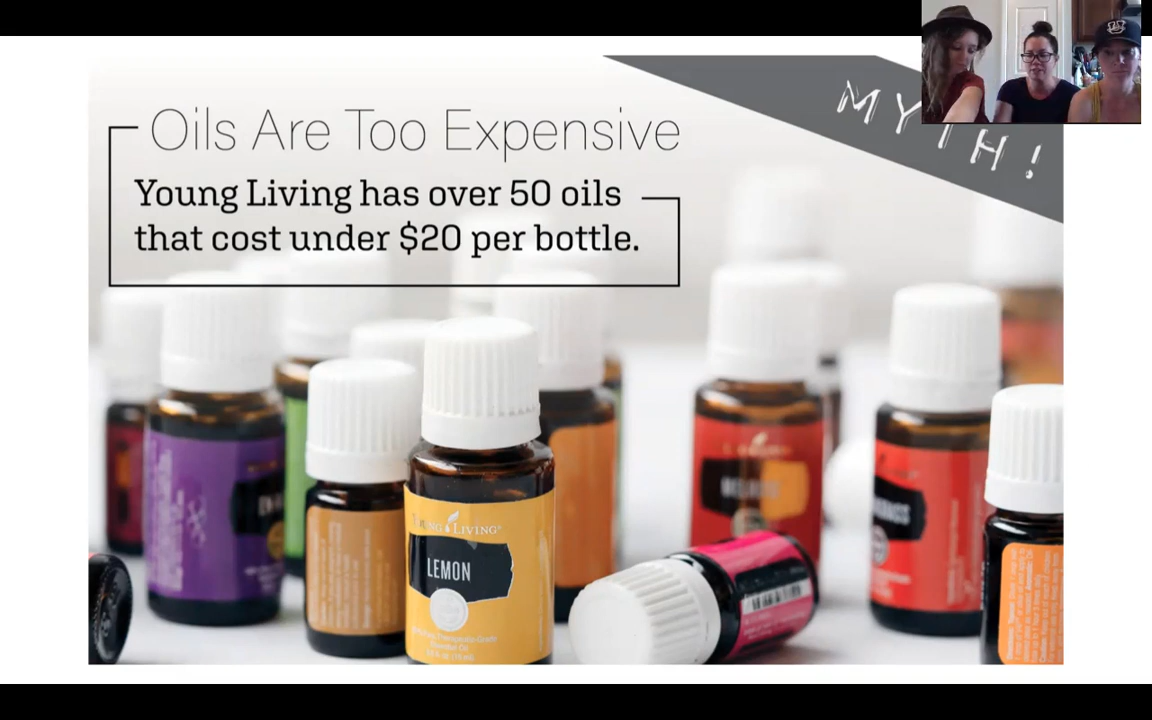 MYTH!
Oils Are Too Expensive
Young Living has over 50 oils
that cost under $20 per bottle.
YOUNG LIVING
LEMON